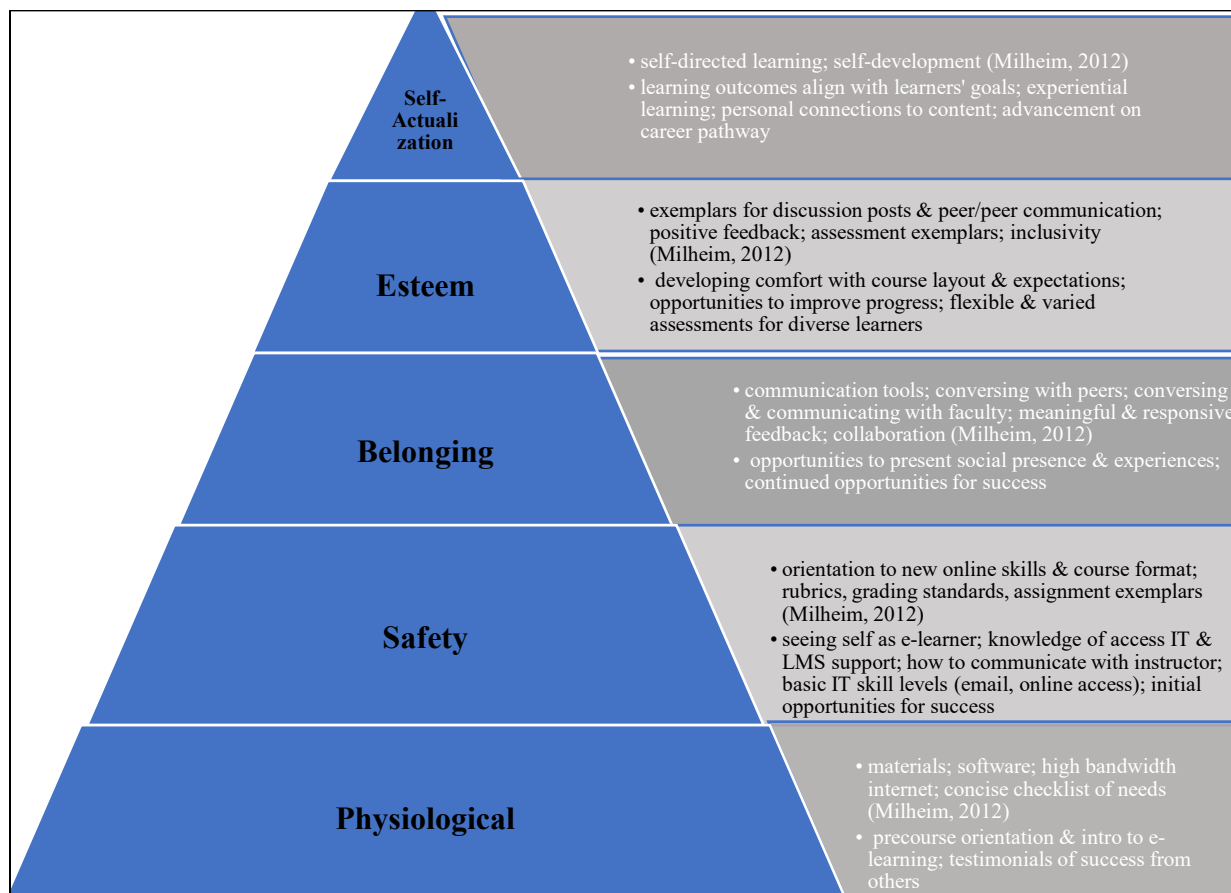 Self-
Actuali
zation
• self-directed learning; self-development (Milheim, 2012)
• learning outcomes align with learners' goals; experiential
learning; personal connections to content; advancement on
career pathway
Esteem
• exemplars for discussion posts & peer/peer communication;
positive feedback; assessment exemplars; inclusivity
(Milheim, 2012)
• developing comfort with course layout & expectations;
opportunities to improve progress; flexible & varied
assessments for diverse learners
Belonging
• communication tools; conversing with peers; conversing
& communicating with faculty; meaningful & responsive
feedback; collaboration (Milheim, 2012)
• opportunities to present social presence & experiences;
continued opportunities for success
Safety
• orientation to new online skills & course format;
rubrics, grading standards, assignment exemplars
(Milheim, 2012)
• seeing self as e-learner; knowledge of access IT &
LMS support; how to communicate with instructor;
basic IT skill levels (email, online access); initial
opportunities for success
Physiological
• materials; software; high bandwidth
internet; concise checklist of needs
(Milheim, 2012)
• precourse orientation & intro to e-
learning; testimonials of success from
others